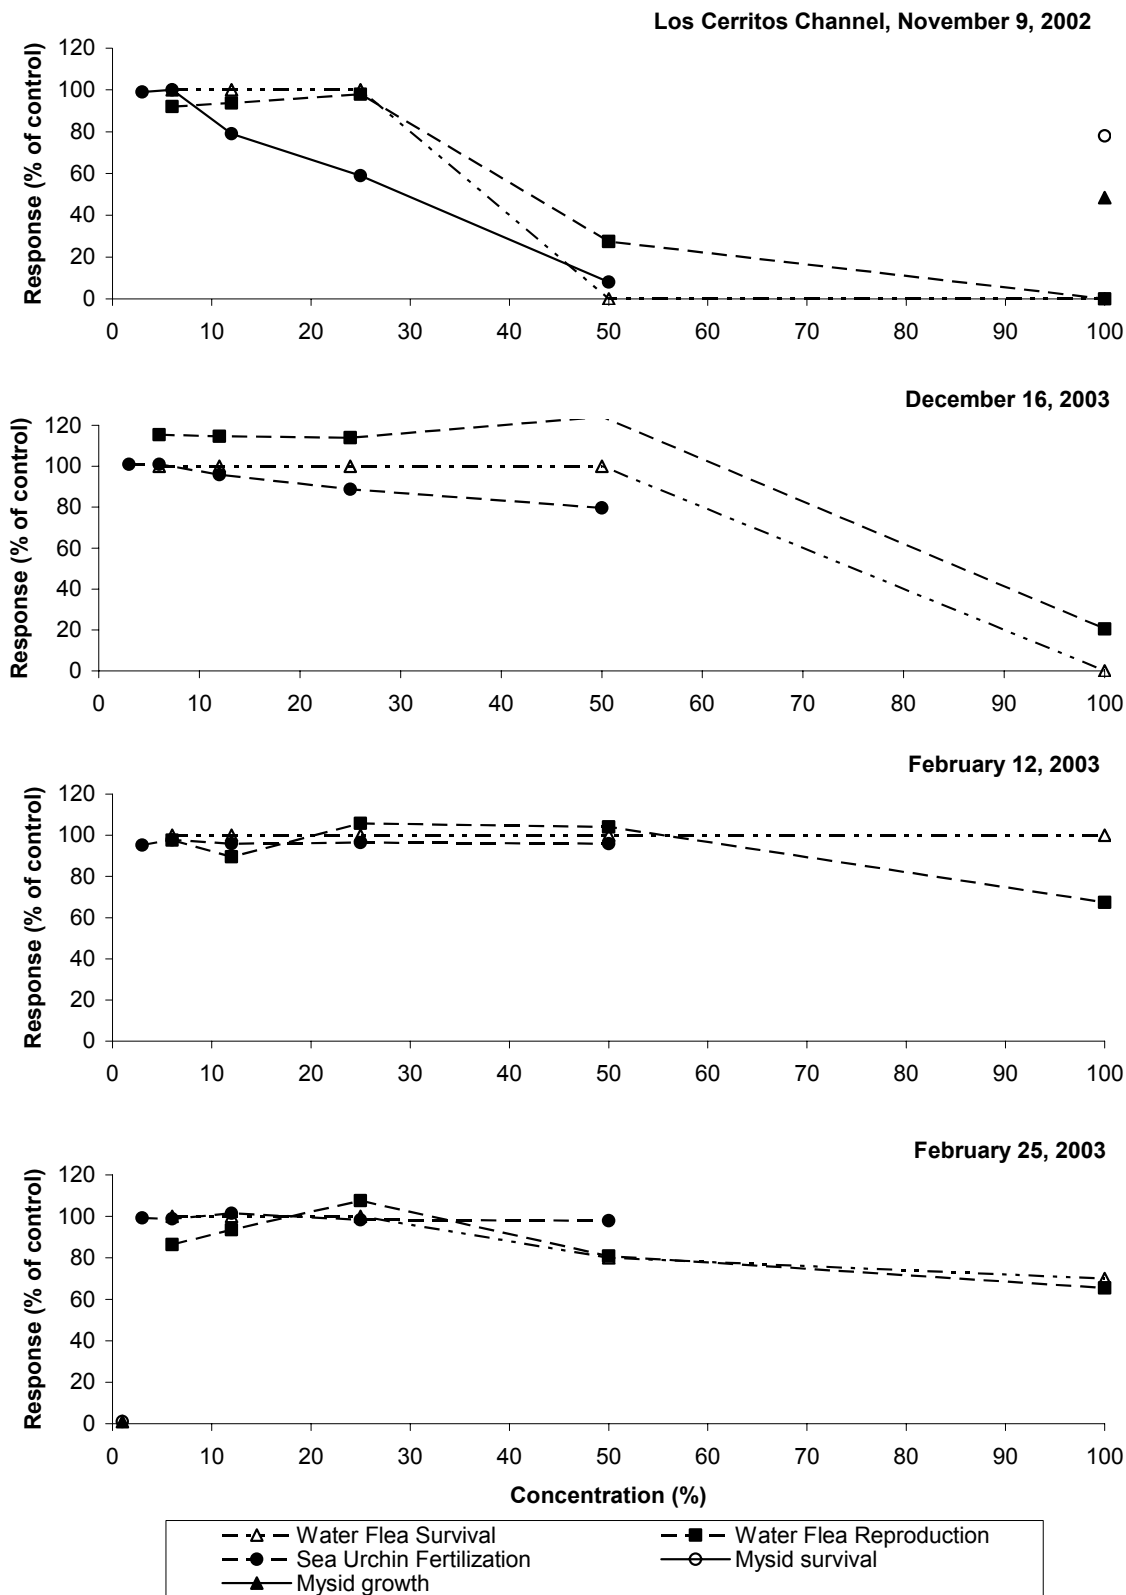 Los Cerritos Channel, November 9, 2002
Response (% of control)
120
100
80
60
40
20
0
0 10 20 30 40 50 60 70 80 90 100
December 16, 2003
Response (% of control)
120
100
80
60
40
20
0
0 10 20 30 40 50 60 70 80 90 100
February 12, 2003
Response (% of control)
120
100
80
60
40
20
0
0 10 20 30 40 50 60 70 80 90 100
February 25, 2003
Response (% of control)
120
100
80
60
40
20
0
0 10 20 30 40 50 60 70 80 90 100
Concentration (%)
Water Flea Survival
Water Flea Reproduction
Sea Urchin Fertilization
Mysid survival
Mysid growth